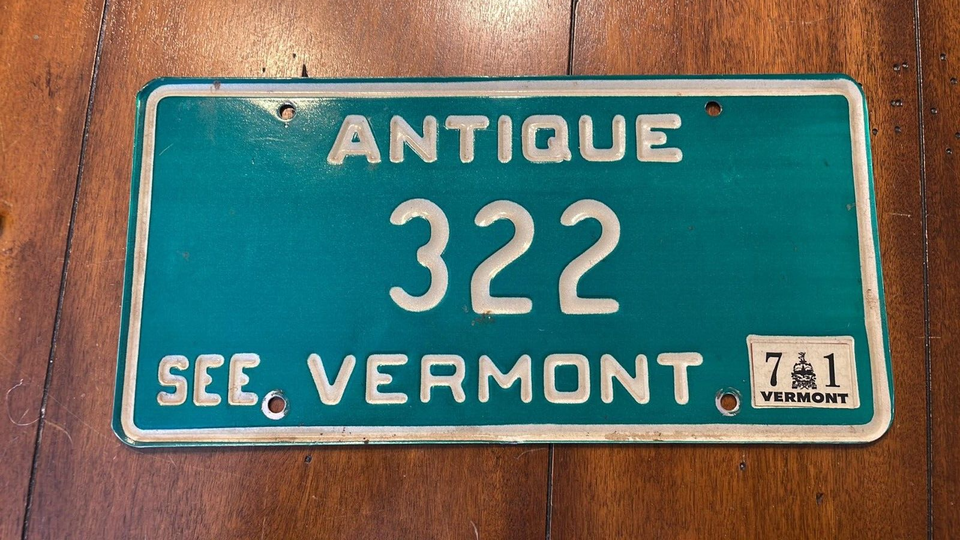 ANTIQUE
322
SEE VERMONT
7 1
VERMONT